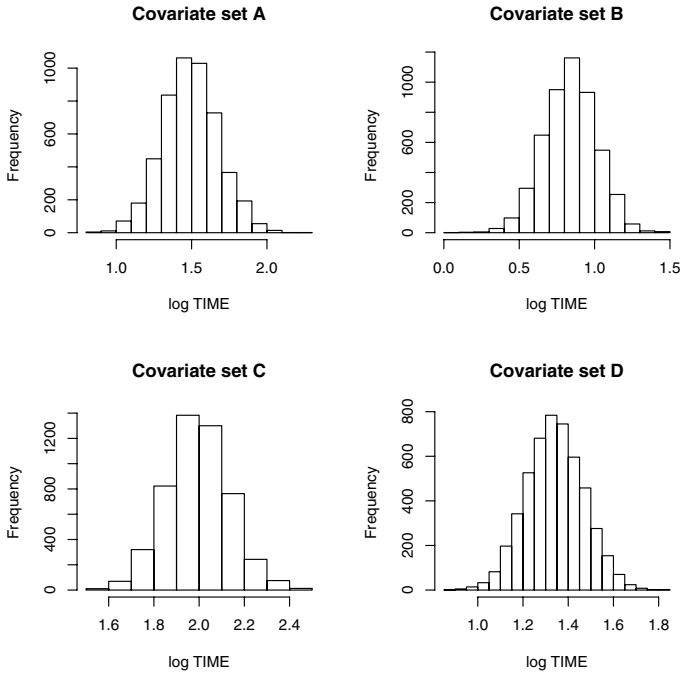 Covariate set A
Frequency
1000
600
200
0
1.0 1.5 2.0
log TIME
Covariate set B
Frequency
1000
600
200
0
0.0 0.5 1.0 1.5
log TIME
Covariate set C
Frequency
1200
800
400
0
1.6 1.8 2.0 2.2 2.4
log TIME
Covariate set D
Frequency
800
600
400
200
0
1.0 1.2 1.4 1.6 1.8
log TIME